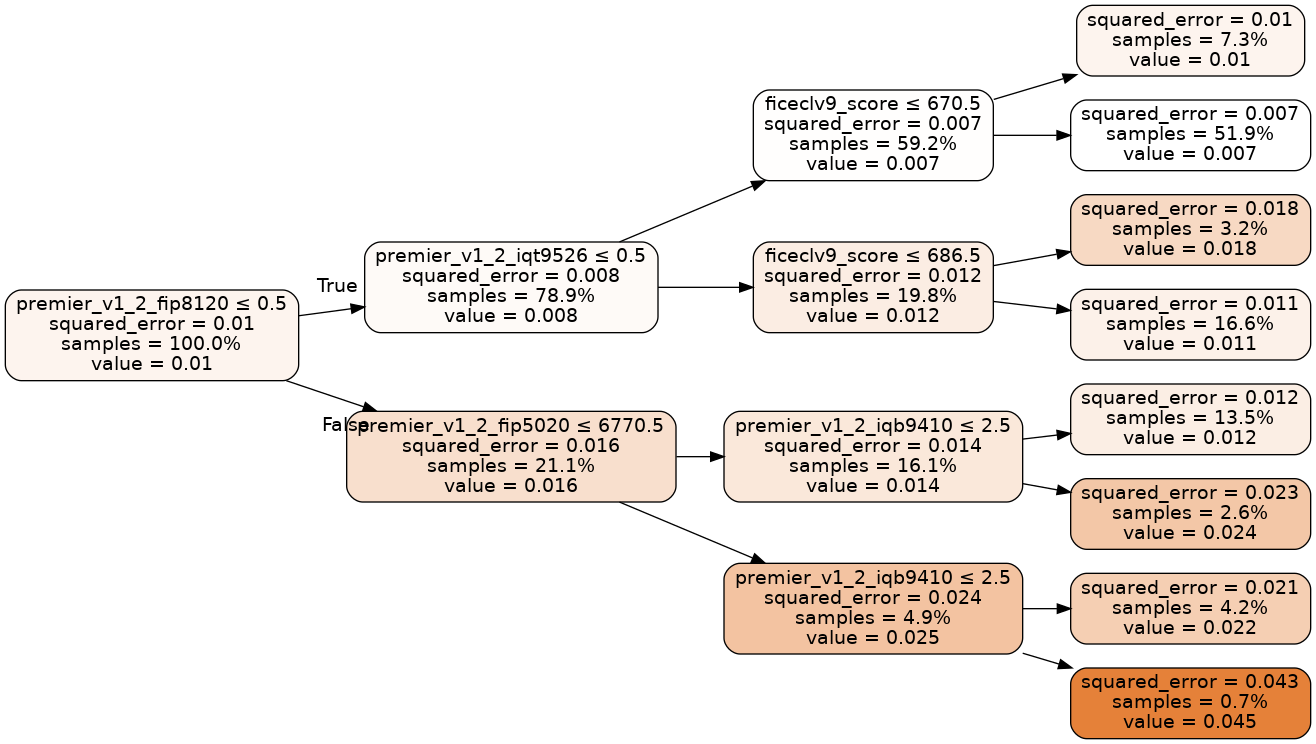 squared_error = 0.01
samples = 7.3%
value = 0.01
ficeclv9_score ≤ 670.5
squared_error = 0.007
samples = 59.2%
value = 0.007
squared_error = 0.007
samples = 51.9%
value = 0.007
squared_error = 0.018
samples = 3.2%
value = 0.018
premier_v1_2_iqt9526 ≤ 0.5
squared_error = 0.008
samples = 78.9%
value = 0.008
ficeclv9_score ≤ 686.5
squared_error = 0.012
samples = 19.8%
value = 0.012
True
premier_v1_2_fip8120 ≤ 0.5
squared_error = 0.01
samples = 100.0%
value = 0.01
squared_error = 0.011
samples = 16.6%
value = 0.011
squared_error = 0.012
samples = 13.5%
value = 0.012
False
premier_v1_2_fip5020 ≤ 6770.5
squared_error = 0.016
samples = 21.1%
value = 0.016
premier_v1_2_iqb9410 ≤ 2.5
squared_error = 0.014
samples = 16.1%
value = 0.014
squared_error = 0.023
samples = 2.6%
value = 0.024
premier_v1_2_iqb9410 ≤ 2.5
squared_error = 0.024
samples = 4.9%
value = 0.025
squared_error = 0.021
samples = 4.2%
value = 0.022
squared_error = 0.043
samples = 0.7%
value = 0.045